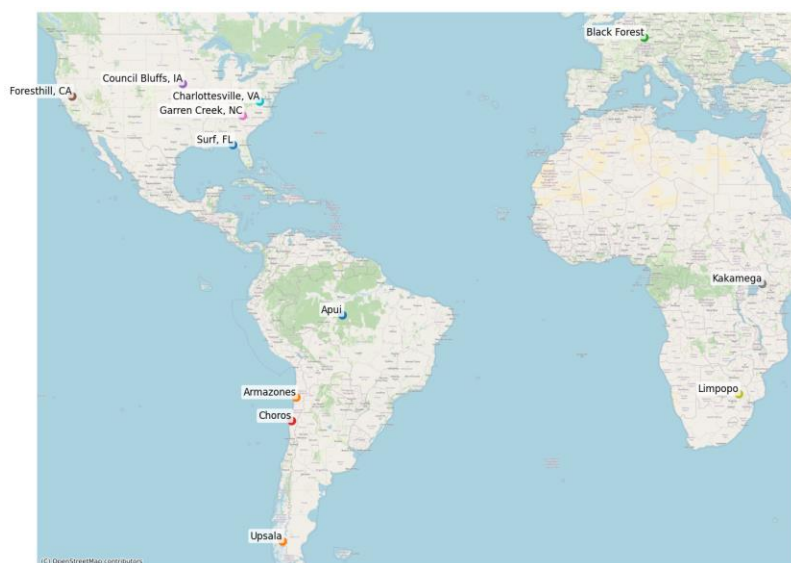 Black Forest
Council Bluffs, IA
Foresthill, CA
Charlottesville, VA
Garren Creek, NC
Surf, FL
Kakamega
Apui
Armazones
Limpopo
Choros
Upsala
(C) OpenStreetMap contributors